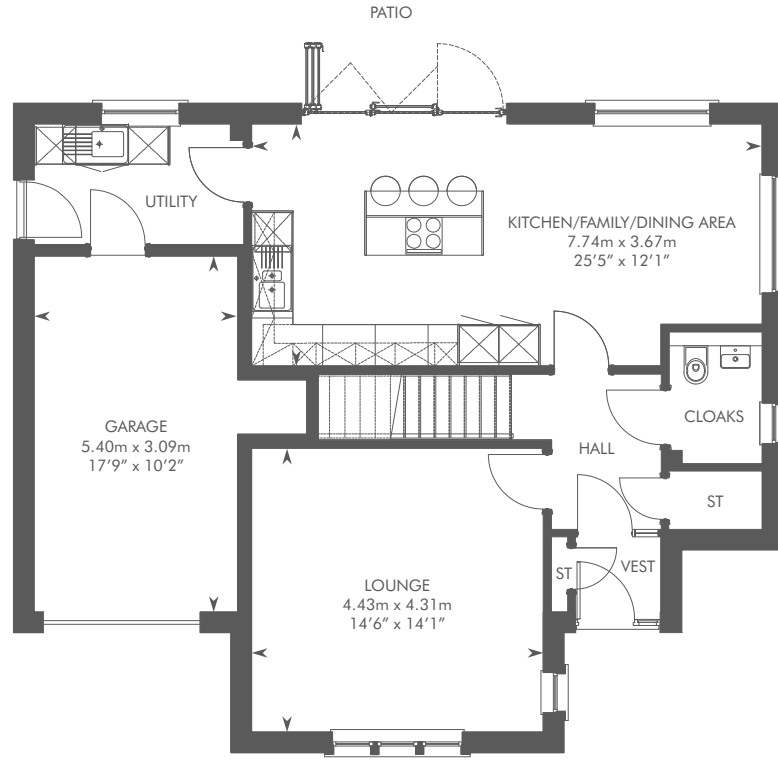 PATIO
UTILITY
KITCHEN/FAMILY/DINING AREA
7.74m x 3.67m
25'5" x 12'1"
GARAGE
5.40m x 3.09m
17'9" x 10'2"
CLOAKS
HALL
ST
LOUNGE
4.43m x 4.31m
14'6" x 14'1"
ST
VEST